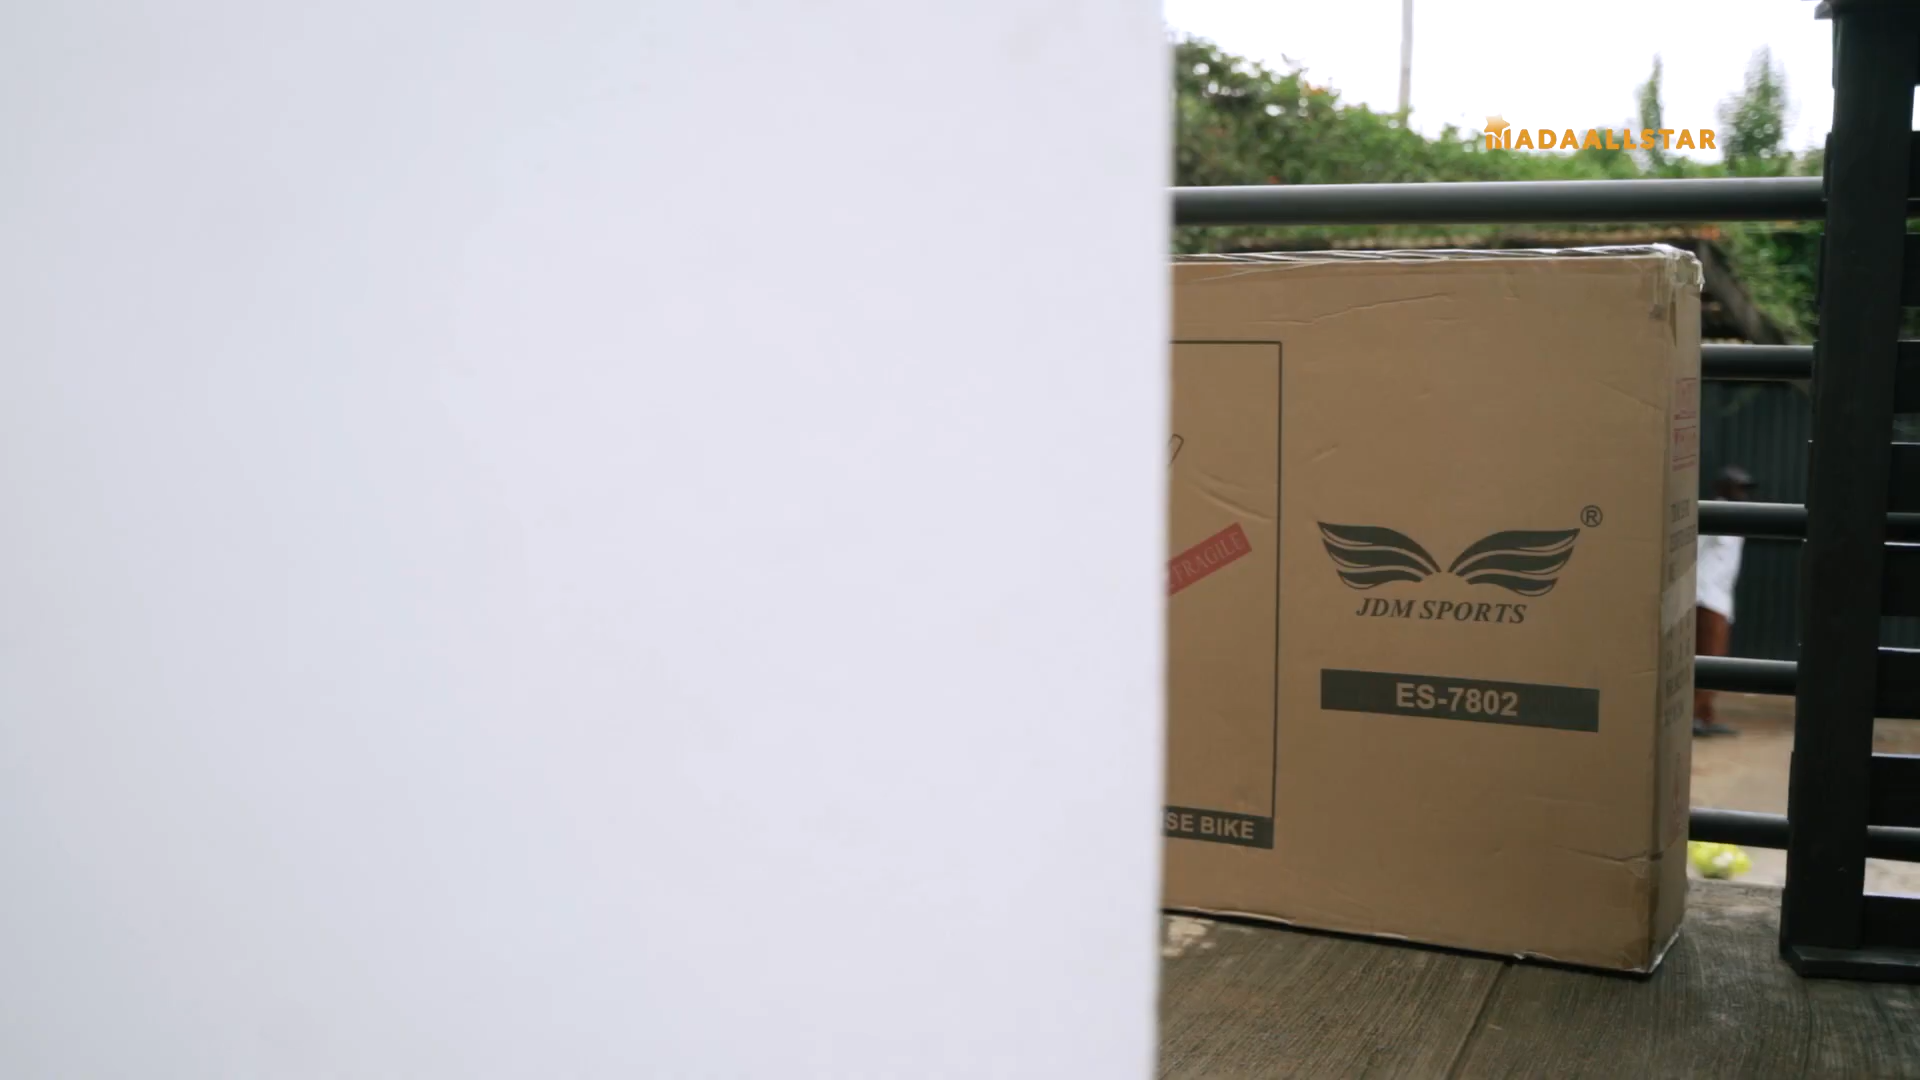 MADAALLSTAR
FRAGILE
®
JDM SPORTS
ES-7802
SE BIKE